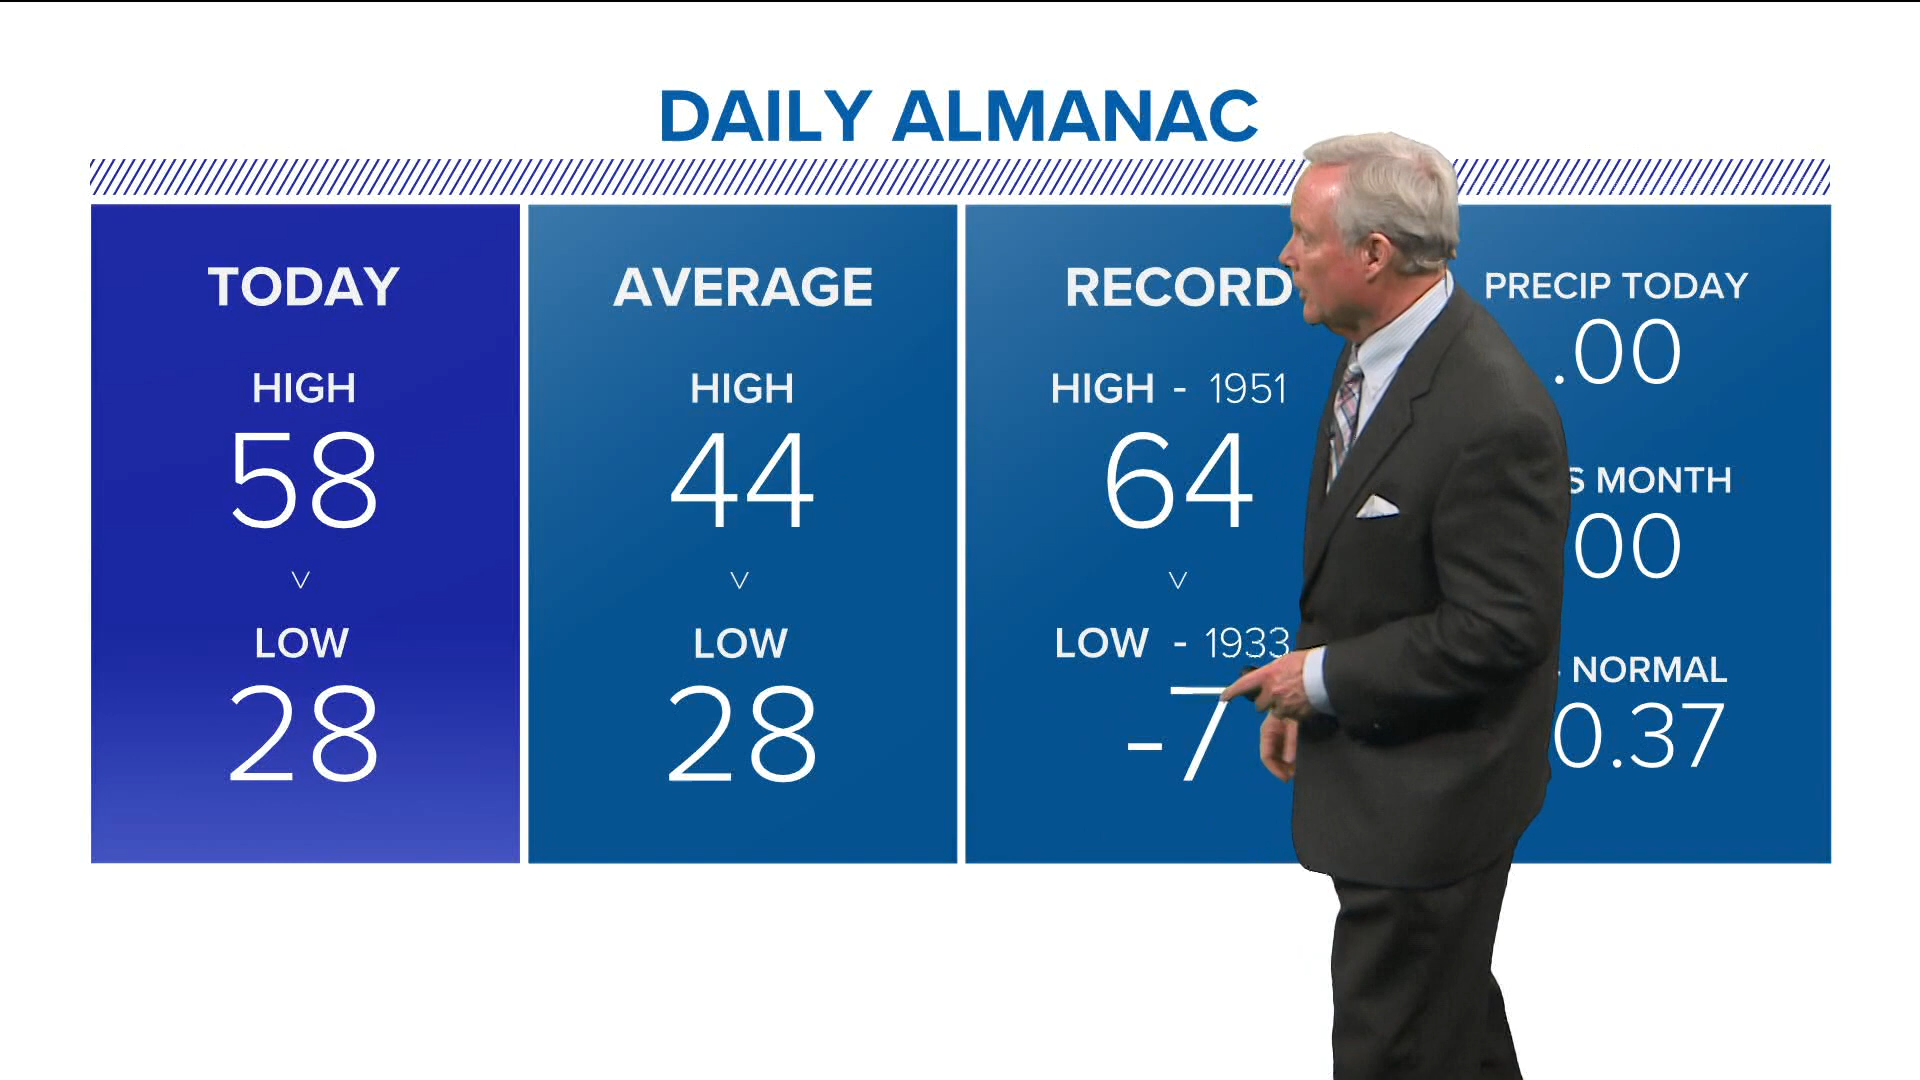 DAILY ALMANAC
TODAY
HIGH
58
LOW
28
AVERAGE
HIGH
44
LOW
28
RECORD
HIGH - 1951
64
LOW - 1933
-7
PRECIP TODAY
.00
MONTH
00
NORMAL
0.37